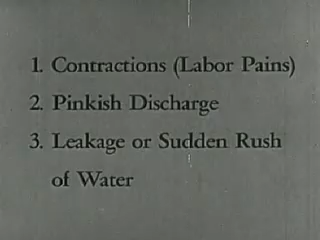 1. Contractions (Labor Pains)
2. Pinkish Discharge
3. Leakage or Sudden Rush
of Water